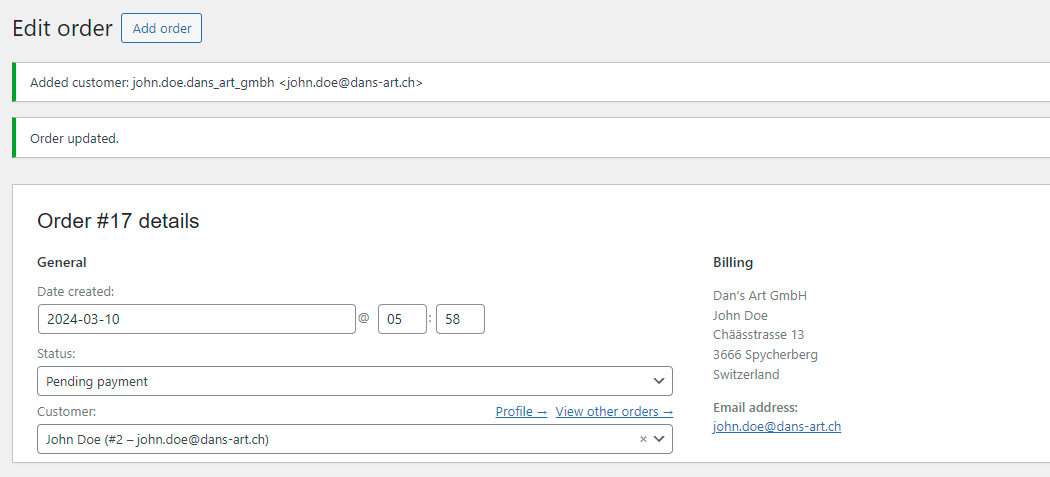 Edit order Add order
Added customer: john.doe.dans_art_gmbh <john.doe@dans-art.ch>
Order updated.
Order #17 details
General
Date created:
2024-03-10 @ 05 : 58
Status:
Pending payment
Customer: Profile → View other orders →
John Doe (#2 – john.doe@dans-art.ch) ×
Billing
Dan's Art GmbH
John Doe
Chäässtrasse 13
3666 Spycherberg
Switzerland
Email address:
john.doe@dans-art.ch